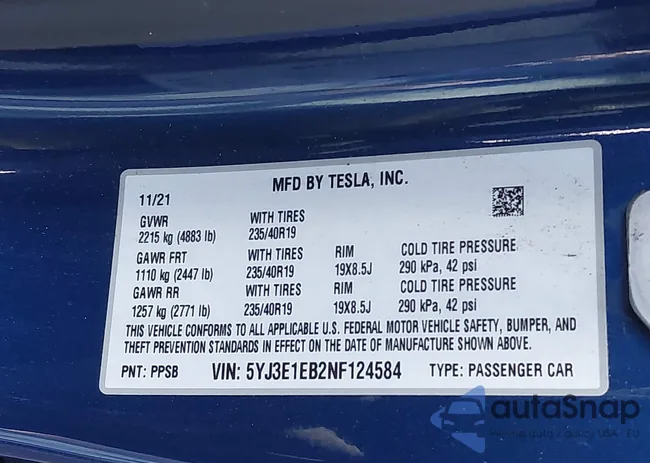 MFD BY TESLA, INC.
11/21
GVWR WITH TIRES
2215 kg (4883 lb) 235/40R19
GAWR FRT WITH TIRES RIM COLD TIRE PRESSURE
1110 kg (2447 lb) 235/40R19 19X8.5J 290 kPa, 42 psi
GAWR RR WITH TIRES RIM COLD TIRE PRESSURE
1257 kg (2771 lb) 235/40R19 19X8.5J 290 kPa, 42 psi
THIS VEHICLE CONFORMS TO ALL APPLICABLE U.S. FEDERAL MOTOR VEHICLE SAFETY, BUMPER, AND
THEFT PREVENTION STANDARDS IN EFFECT ON THE DATE OF MANUFACTURE SHOWN ABOVE.
PNT: PPSB VIN: 5YJ3E1EB2NF124584 TYPE: PASSENGER CAR
autoSnap